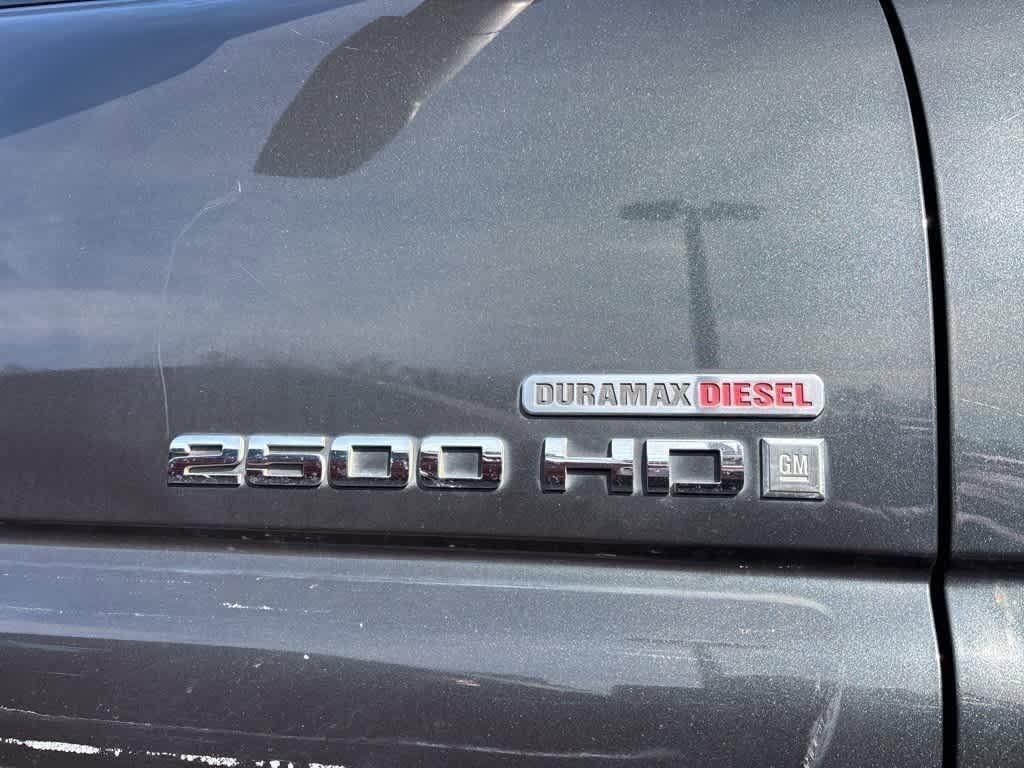 DURAMAX DIESEL
2500 HD GM